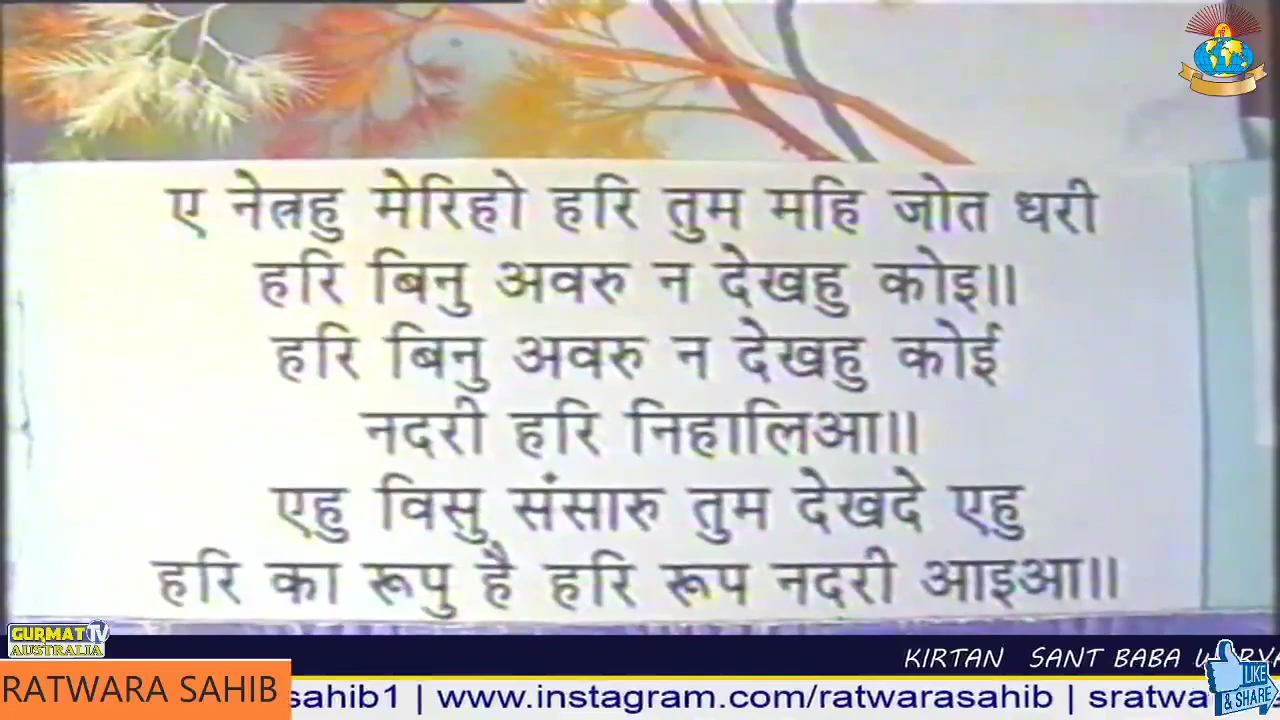 ए नेत्रहु मेरिहो हरि तुम महि जोत धरी
हरि बिनु अवरु न देखहु कोइ॥
हरि बिनु अवरु न देखहु कोई
नदरी हरि निहालिआ॥
एहु विसु संसारु तुम देखदे एहु
हरि का रूपु है हरि रूप नदरी आइआ॥
GURMAT TV
AUSTRALIA
KIRTAN SANT BABA
RATWARA SAHIB
sahib1 | www.instagram.com/ratwarasahib | sratwa
LIKE
& SHARE